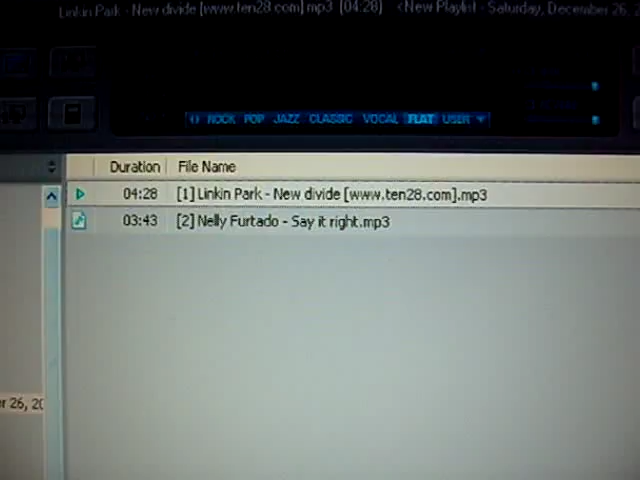 Linkin Park - New divide [www.ten28.com].mp3 [04:28] <New Playlist - Saturday, December 26, 2
ROCK POP JAZZ CLASSIC VOCAL FLAT USER
Duration File Name
04:28 [1] Linkin Park - New divide [www.ten28.com].mp3
03:43 [2] Nelly Furtado - Say it right.mp3
r 26, 20